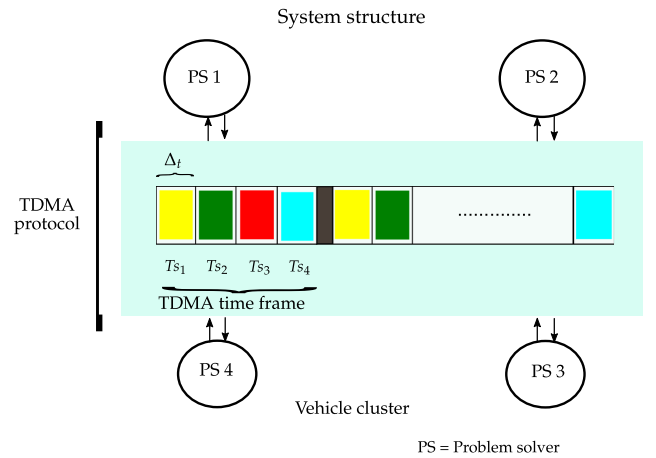 System structure
PS 1
PS 2
Δt
TDMA
protocol
..............
Ts1 Ts2 Ts3 Ts4
TDMA time frame
PS 4
PS 3
Vehicle cluster
PS = Problem solver